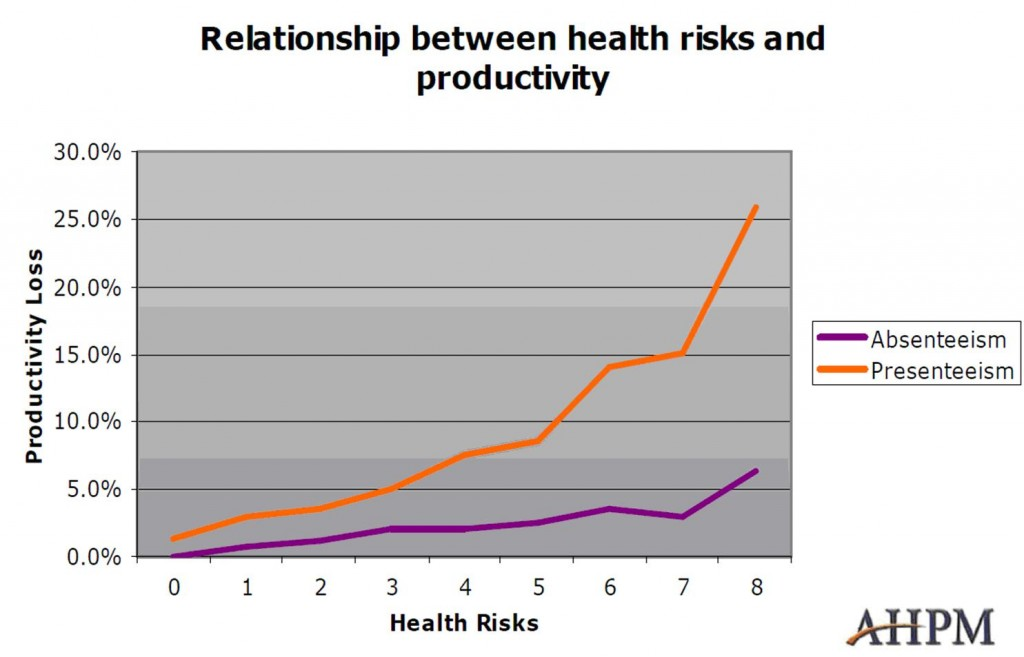 Relationship between health risks and
productivity
30.0%
25.0%
20.0%
15.0%
10.0%
5.0%
0.0%
Productivity Loss
0 1 2 3 4 5 6 7 8
Health Risks
Absenteeism
Presenteeism
AHPM